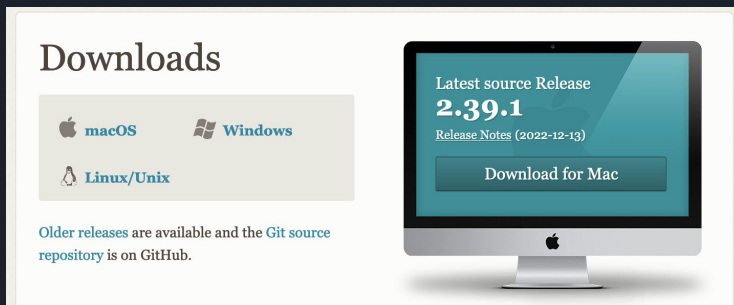 Downloads
macOS
Windows
Linux/Unix
Older releases are available and the Git source
repository is on GitHub.
Latest source Release
2.39.1
Release Notes (2022-12-13)
Download for Mac